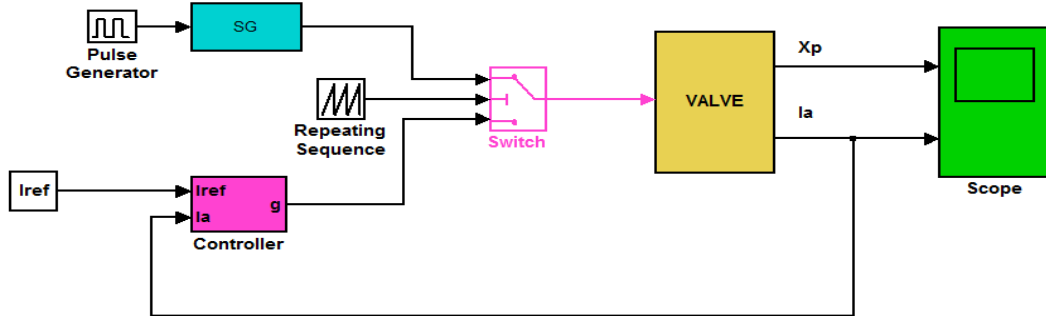 SG
Pulse
Generator
Repeating
Sequence
Switch
VALVE
Xp
Ia
Scope
Iref
Iref
Ia
g
Controller